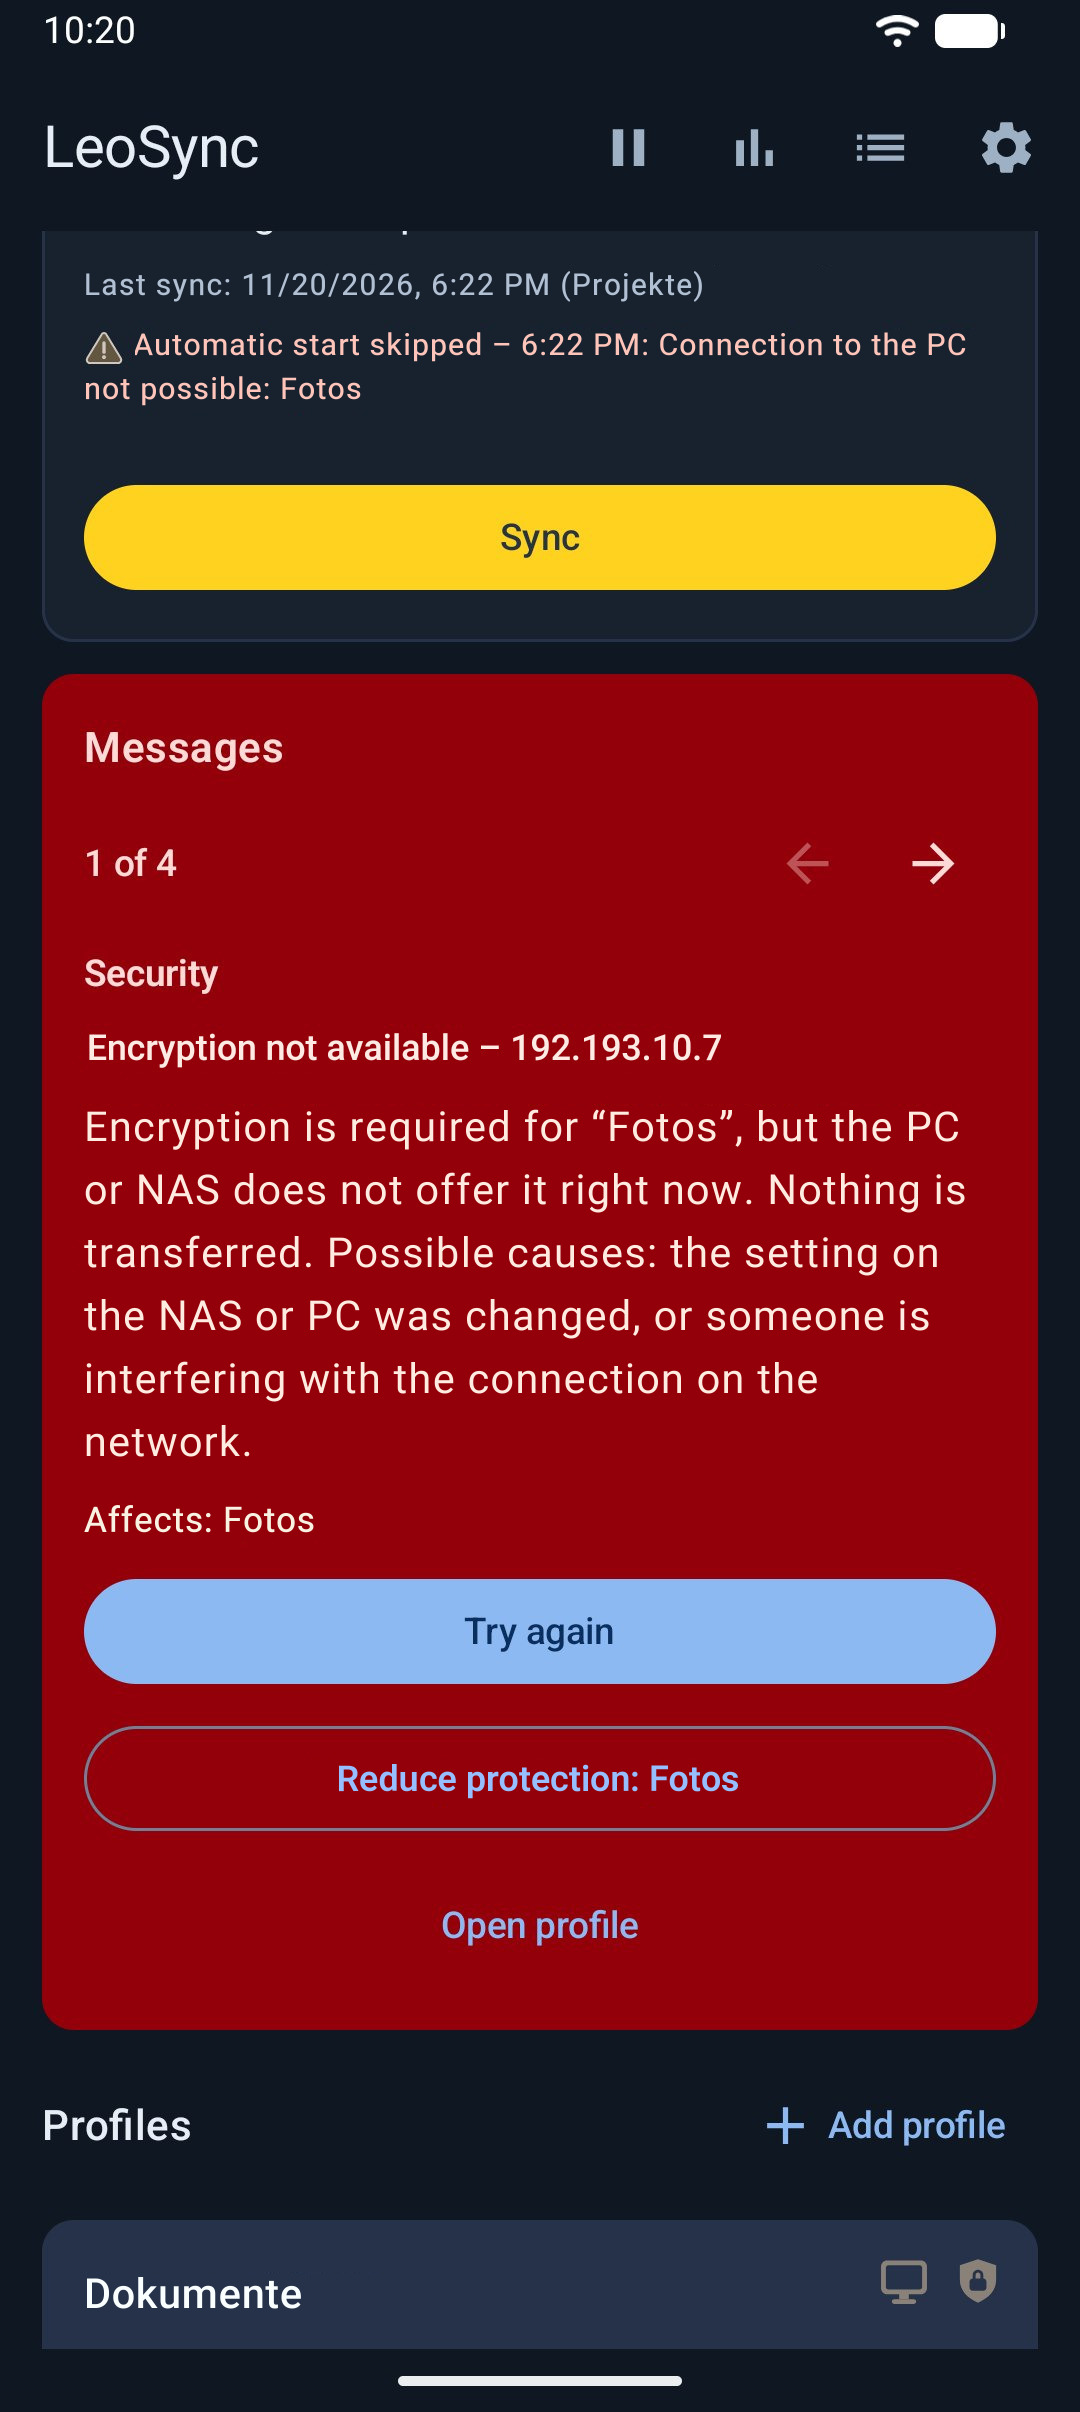 10:20
LeoSync
Last sync: 11/20/2026, 6:22 PM (Projekte)
Automatic start skipped – 6:22 PM: Connection to the PC
not possible: Fotos
Sync
Messages
1 of 4
Security
Encryption not available – 192.193.10.7
Encryption is required for “Fotos”, but the PC
or NAS does not offer it right now. Nothing is
transferred. Possible causes: the setting on
the NAS or PC was changed, or someone is
interfering with the connection on the
network.
Affects: Fotos
Try again
Reduce protection: Fotos
Open profile
Profiles
Add profile
Dokumente